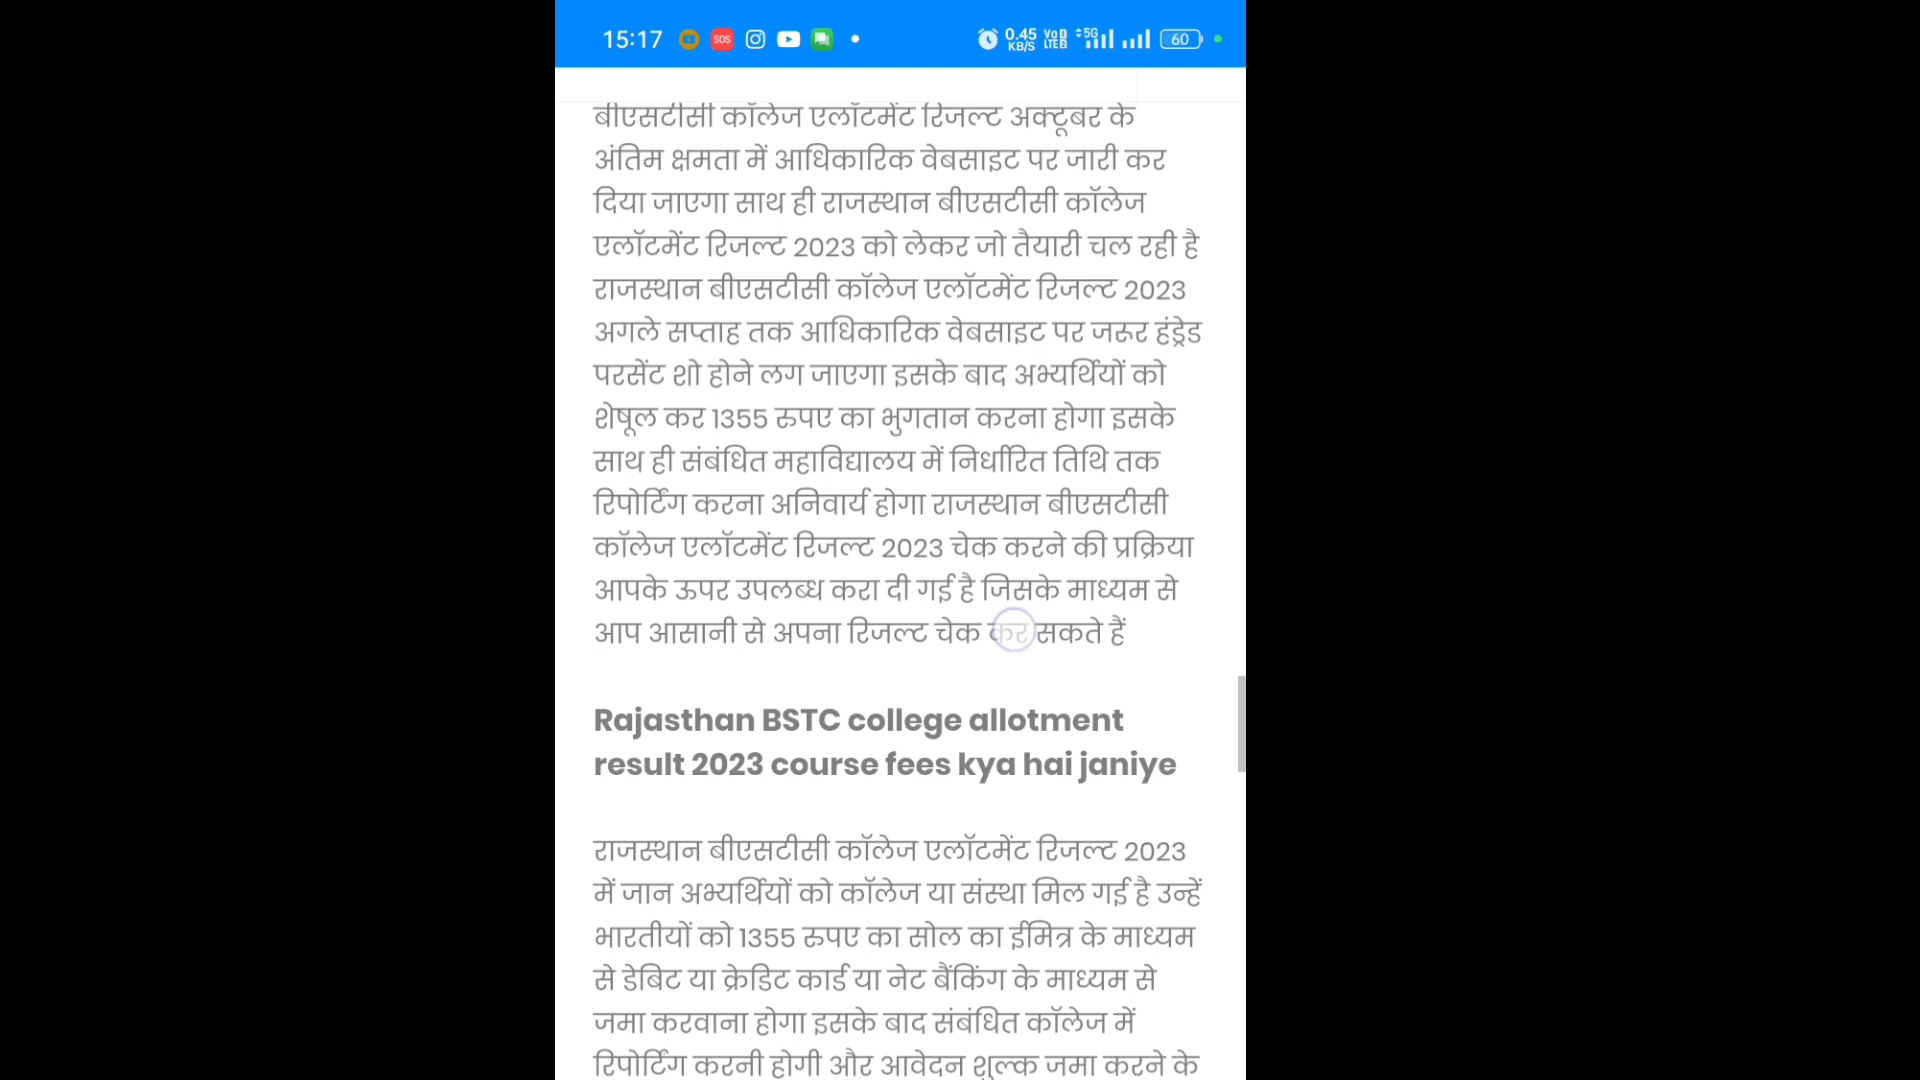 15:17 SOS 0.45 KB/S VoD LTE2 5G 60
बीएसटीसी कॉलेज एलॉटमेंट रिजल्ट अक्टूबर के
अंतिम क्षमता में आधिकारिक वेबसाइट पर जारी कर
दिया जाएगा साथ ही राजस्थान बीएसटीसी कॉलेज
एलॉटमेंट रिजल्ट 2023 को लेकर जो तैयारी चल रही है
राजस्थान बीएसटीसी कॉलेज एलॉटमेंट रिजल्ट 2023
अगले सप्ताह तक आधिकारिक वेबसाइट पर जरूर हंड्रेड
परसेंट शो होने लग जाएगा इसके बाद अभ्यर्थियों को
शेषूल कर 1355 रुपए का भुगतान करना होगा इसके
साथ ही संबंधित महाविद्यालय में निर्धारित तिथि तक
रिपोर्टिंग करना अनिवार्य होगा राजस्थान बीएसटीसी
कॉलेज एलॉटमेंट रिजल्ट 2023 चेक करने की प्रक्रिया
आपके ऊपर उपलब्ध करा दी गई है जिसके माध्यम से
आप आसानी से अपना रिजल्ट चेक कर सकते हैं
Rajasthan BSTC college allotment
result 2023 course fees kya hai janiye
राजस्थान बीएसटीसी कॉलेज एलॉटमेंट रिजल्ट 2023
में जान अभ्यर्थियों को कॉलेज या संस्था मिल गई है उन्हें
भारतीयों को 1355 रुपए का सोल का ईमित्र के माध्यम
से डेबिट या क्रेडिट कार्ड या नेट बैंकिंग के माध्यम से
जमा करवाना होगा इसके बाद संबंधित कॉलेज में
रिपोर्टिंग करनी होगी और आवेदन शुल्क जमा करने के